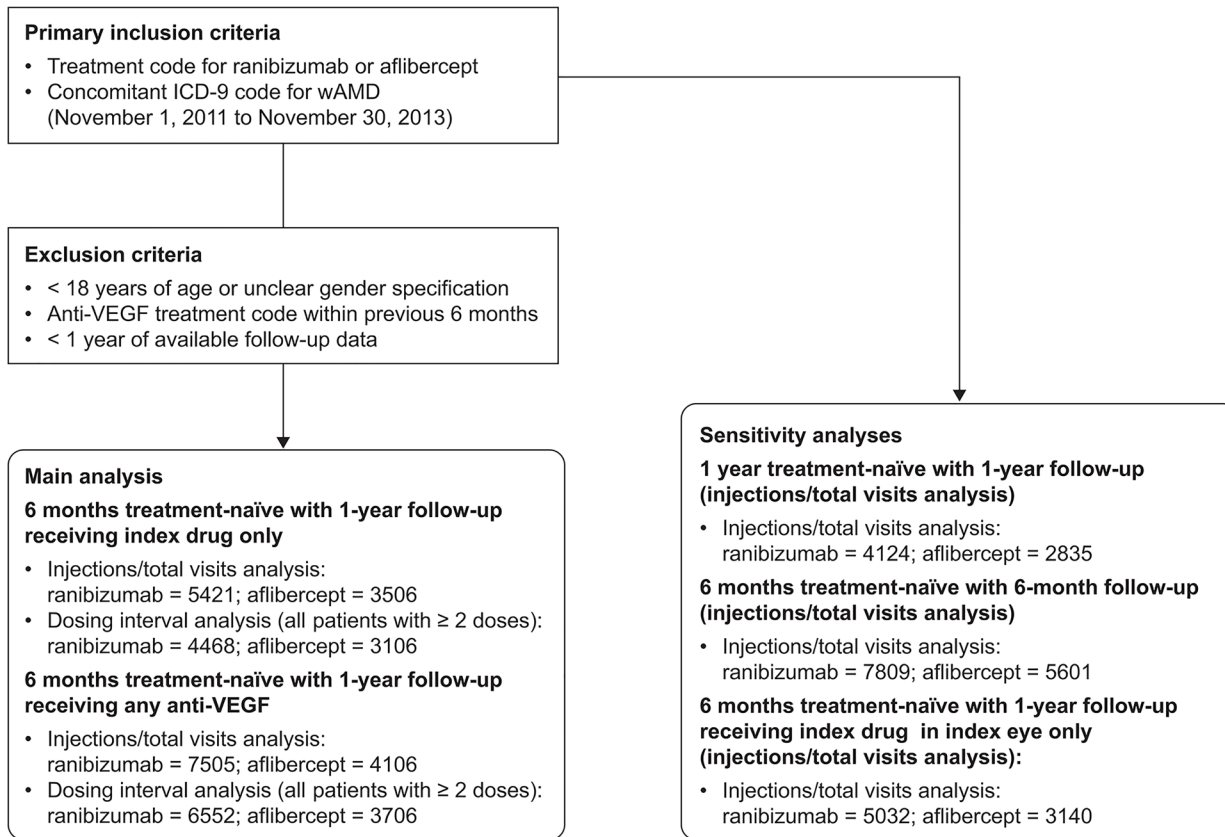 Primary inclusion criteria
• Treatment code for ranibizumab or aflibercept
• Concomitant ICD-9 code for wAMD
(November 1, 2011 to November 30, 2013)
Exclusion criteria
• < 18 years of age or unclear gender specification
• Anti-VEGF treatment code within previous 6 months
• < 1 year of available follow-up data
Main analysis
6 months treatment-naïve with 1-year follow-up
receiving index drug only
• Injections/total visits analysis:
ranibizumab = 5421; aflibercept = 3506
• Dosing interval analysis (all patients with ≥ 2 doses):
ranibizumab = 4468; aflibercept = 3106
6 months treatment-naïve with 1-year follow-up
receiving any anti-VEGF
• Injections/total visits analysis:
ranibizumab = 7505; aflibercept = 4106
• Dosing interval analysis (all patients with ≥ 2 doses):
ranibizumab = 6552; aflibercept = 3706
Sensitivity analyses
1 year treatment-naïve with 1-year follow-up
(injections/total visits analysis)
• Injections/total visits analysis:
ranibizumab = 4124; aflibercept = 2835
6 months treatment-naïve with 6-month follow-up
(injections/total visits analysis)
• Injections/total visits analysis:
ranibizumab = 7809; aflibercept = 5601
6 months treatment-naïve with 1-year follow-up
receiving index drug in index eye only
(injections/total visits analysis):
• Injections/total visits analysis:
ranibizumab = 5032; aflibercept = 3140